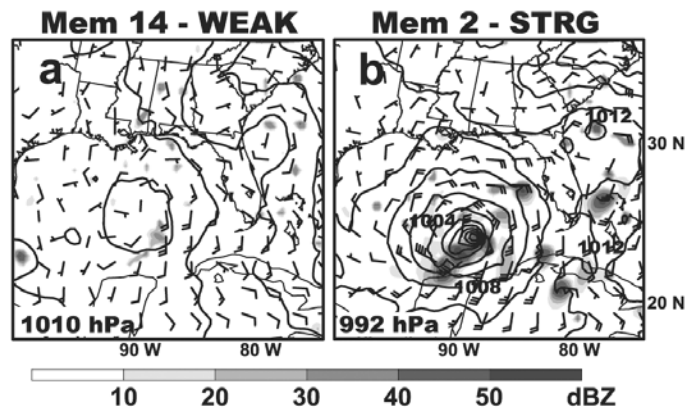 Mem 14 - WEAK
Mem 2 - STRG
a
b
1012
30 N
1004
1012
1008
20 N
1010 hPa
992 hPa
90 W
80 W
90 W
80 W
10
20
30
40
50
dBZ